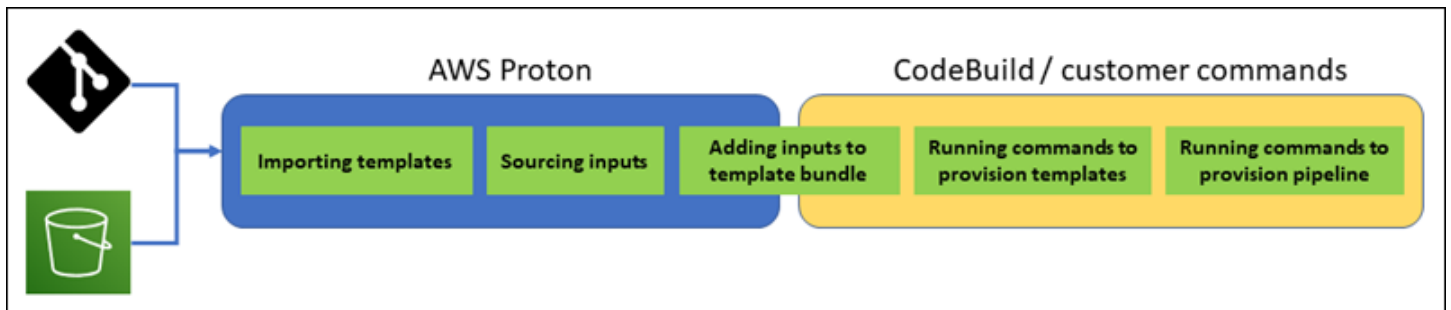 AWS Proton
CodeBuild / customer commands
Importing templates
Sourcing inputs
Adding inputs to
template bundle
Running commands to
provision templates
Running commands to
provision pipeline